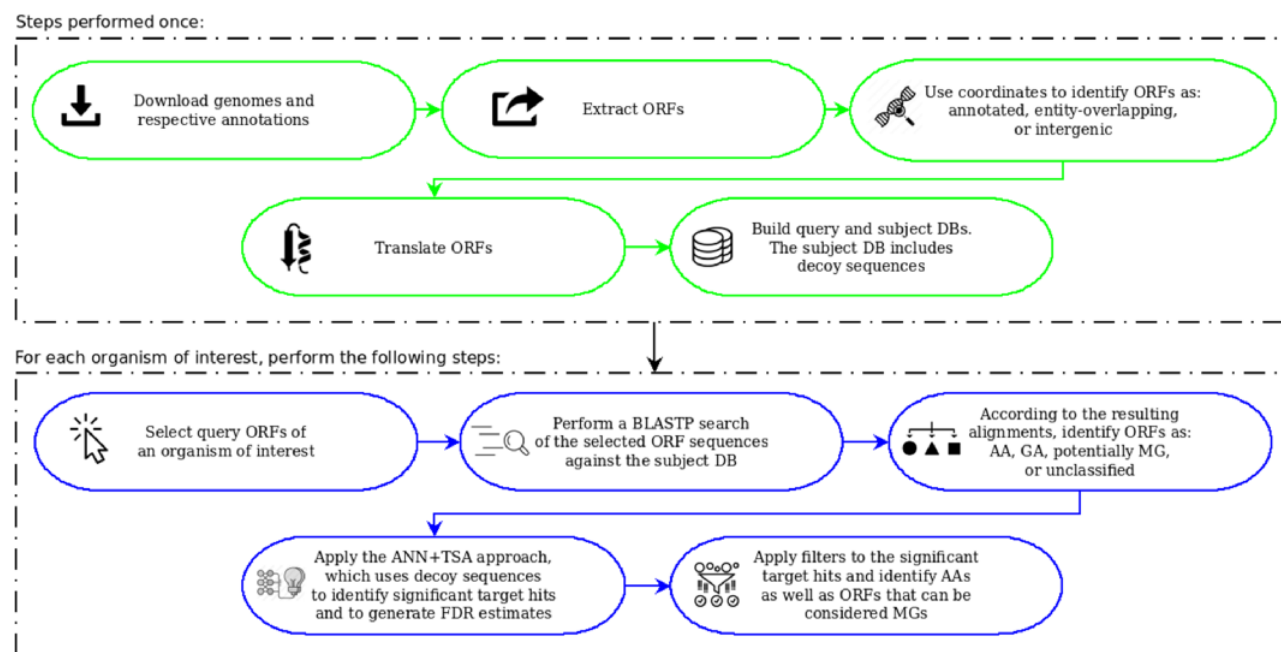 Steps performed once:
Download genomes and
respective annotations
Extract ORFs
Use coordinates to identify ORFs as:
annotated, entity-overlapping,
or intergenic
Translate ORFs
Build query and subject DBs.
The subject DB includes
decoy sequences
For each organism of interest, perform the following steps:
Select query ORFs of
an organism of interest
Perform a BLASTP search
of the selected ORF sequences
against the subject DB
According to the resulting
alignments, identify ORFs as:
AA, GA, potentially MG,
or unclassified
Apply the ANN+TSA approach,
which uses decoy sequences
to identify significant target hits
and to generate FDR estimates
Apply filters to the significant
target hits and identify AAs
as well as ORFs that can be
considered MGs